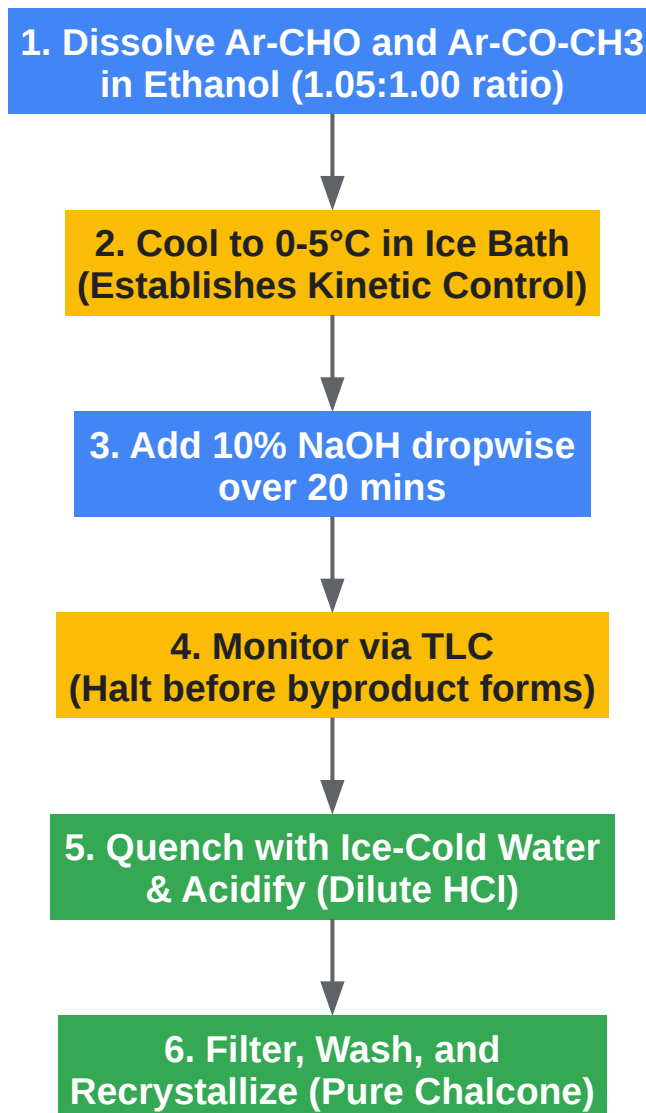 1. Dissolve Ar-CHO and Ar-CO-CH3
in Ethanol (1.05:1.00 ratio)
2. Cool to 0-5°C in Ice Bath
(Establishes Kinetic Control)
3. Add 10% NaOH dropwise
over 20 mins
4. Monitor via TLC
(Halt before byproduct forms)
5. Quench with Ice-Cold Water
& Acidify (Dilute HCl)
6. Filter, Wash, and
Recrystallize (Pure Chalcone)